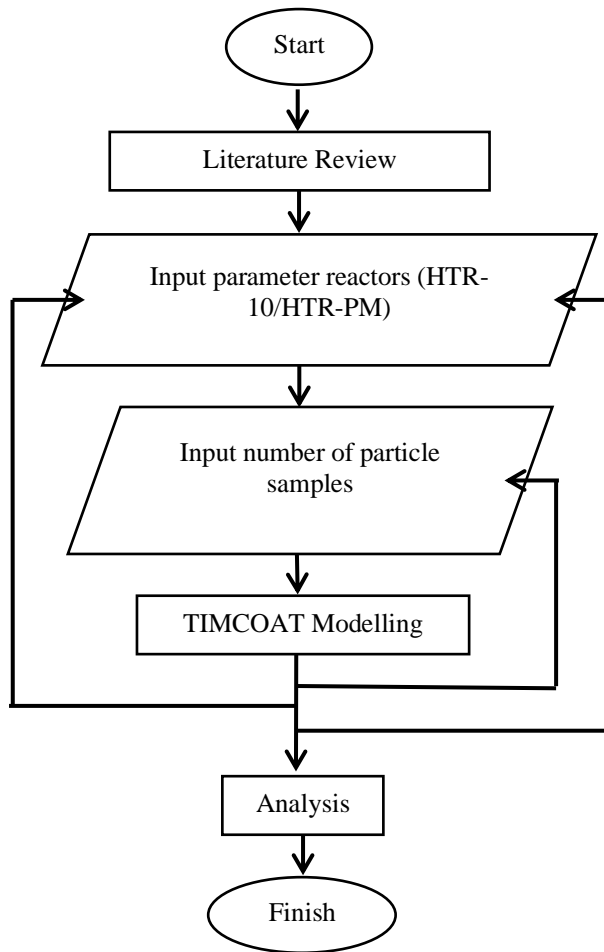 Start
Literature Review
Input parameter reactors (HTR-
10/HTR-PM)
Input number of particle
samples
TIMCOAT Modelling
Analysis
Finish